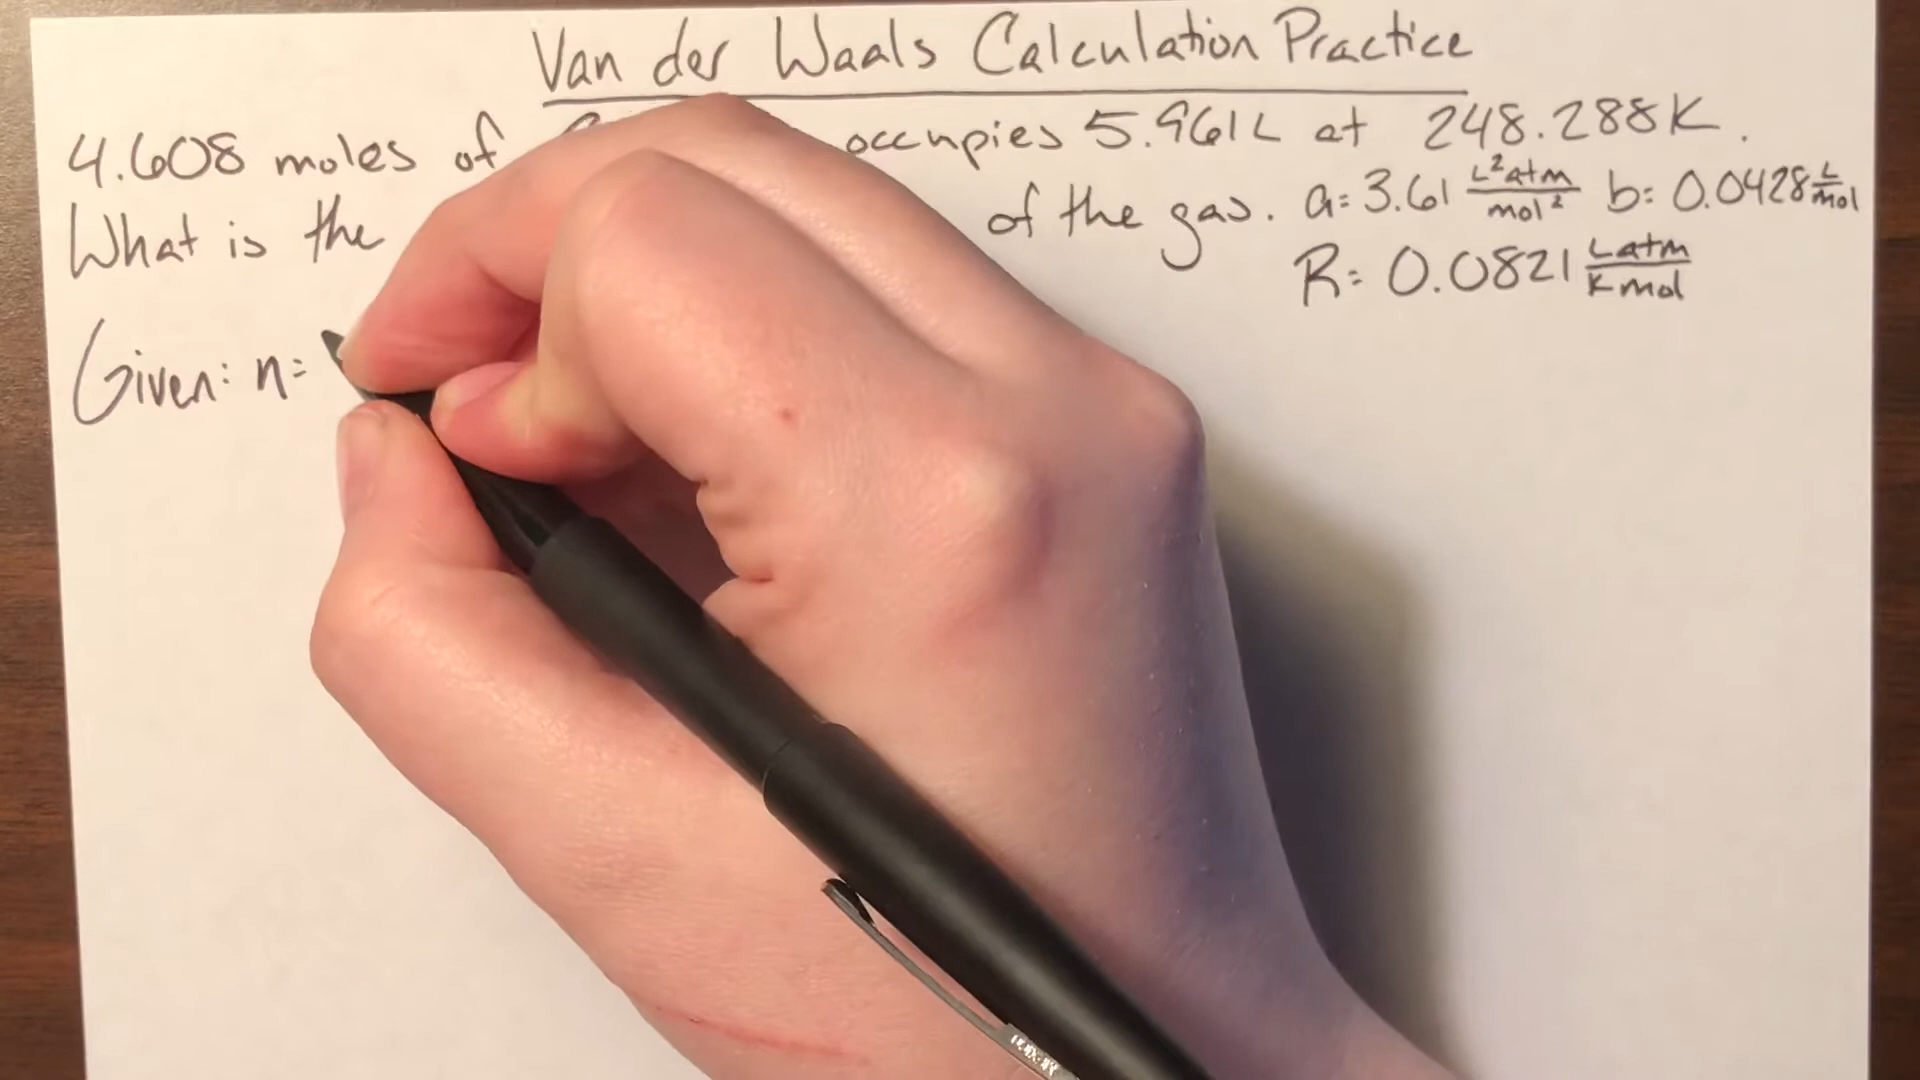 Van der Waals Calculation Practice
4.608 moles of occupies 5.961L at 248.288K.
What is the of the gas. a= 3.61 L²atm/mol² b= 0.0428 L/mol
R= 0.0821 Latm/Kmol
Given: n=